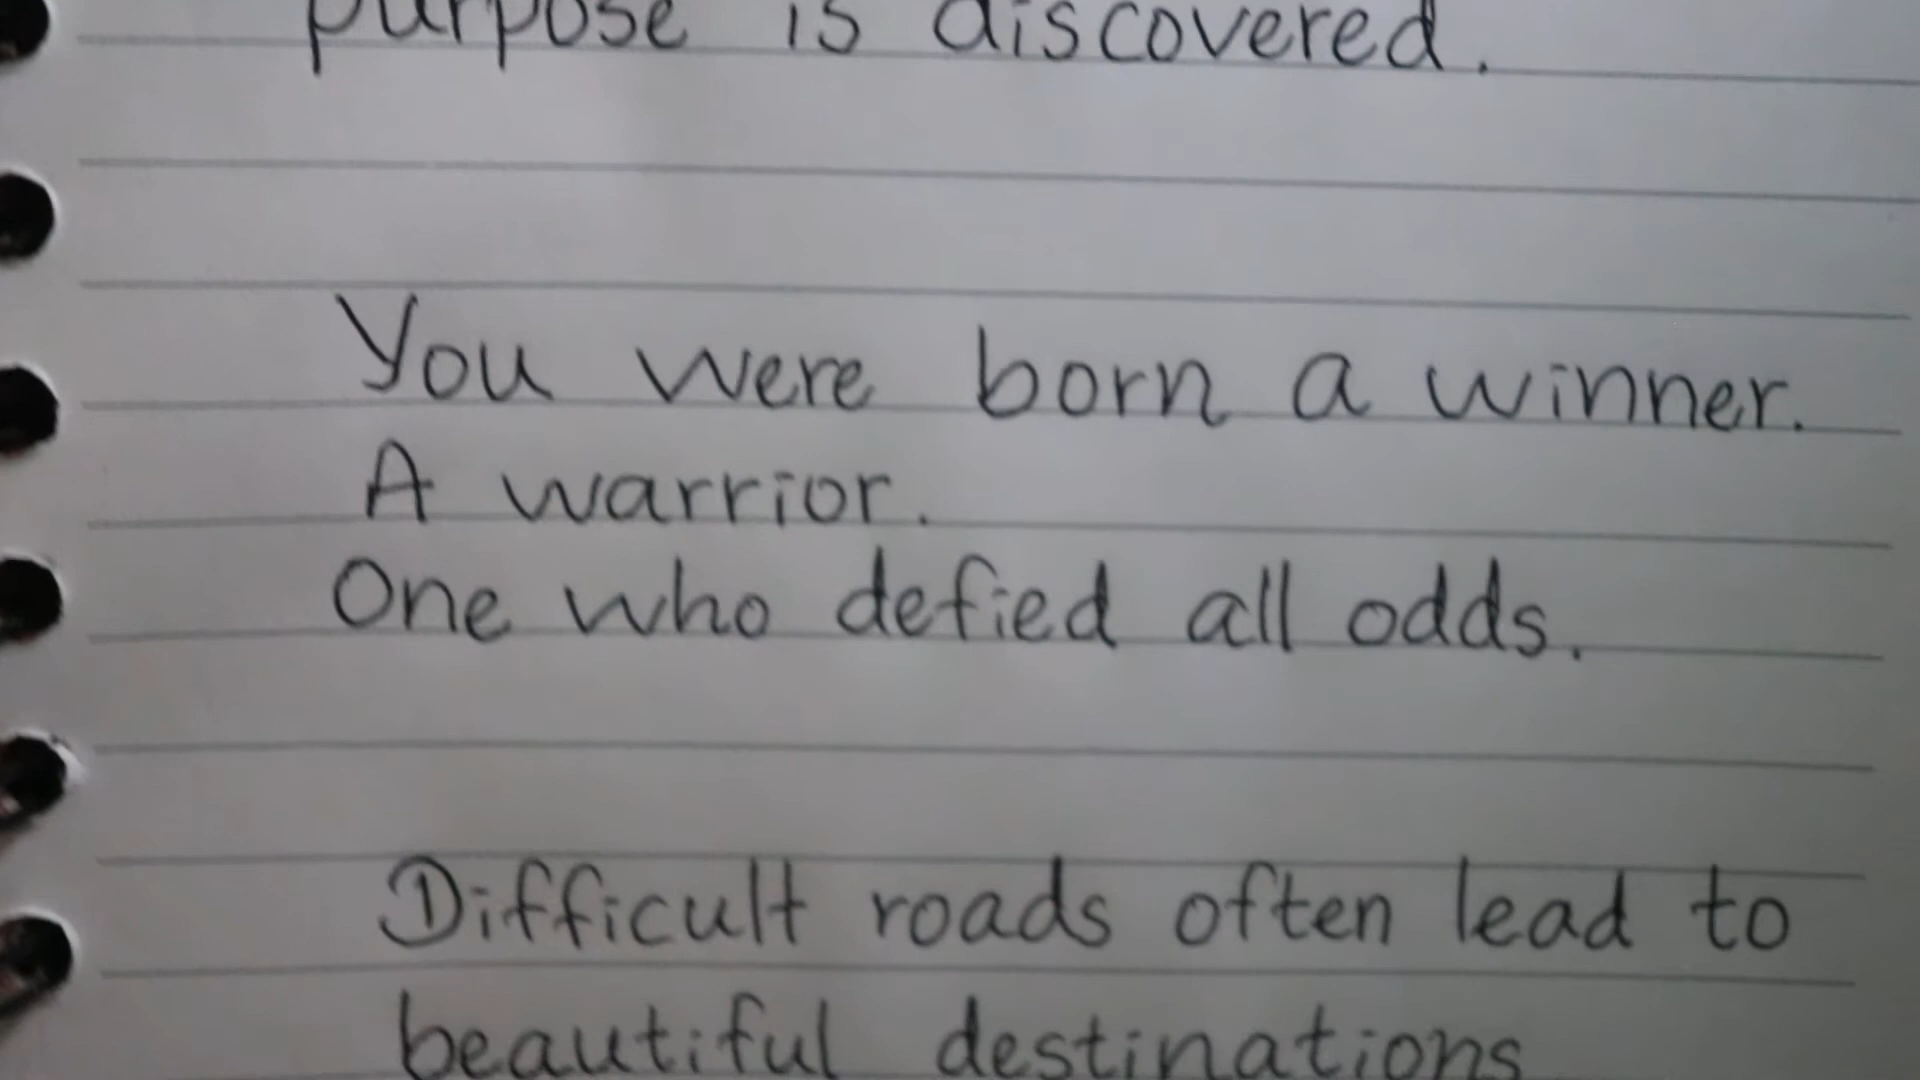 purpose is discovered.
You were born a winner.
A warrior.
One who defied all odds.
Difficult roads often lead to
beautiful destinations